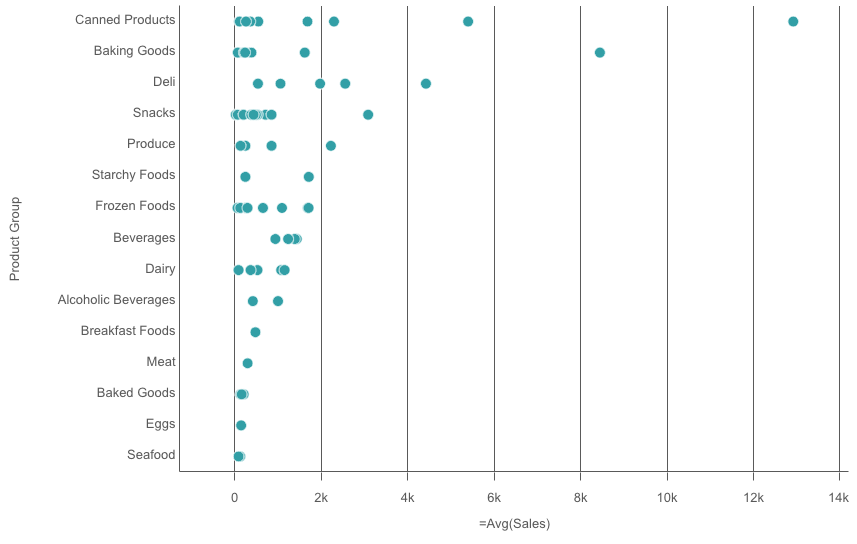 Product Group
Canned Products
Baking Goods
Deli
Snacks
Produce
Starchy Foods
Frozen Foods
Beverages
Dairy
Alcoholic Beverages
Breakfast Foods
Meat
Baked Goods
Eggs
Seafood
0 2k 4k 6k 8k 10k 12k 14k
=Avg(Sales)